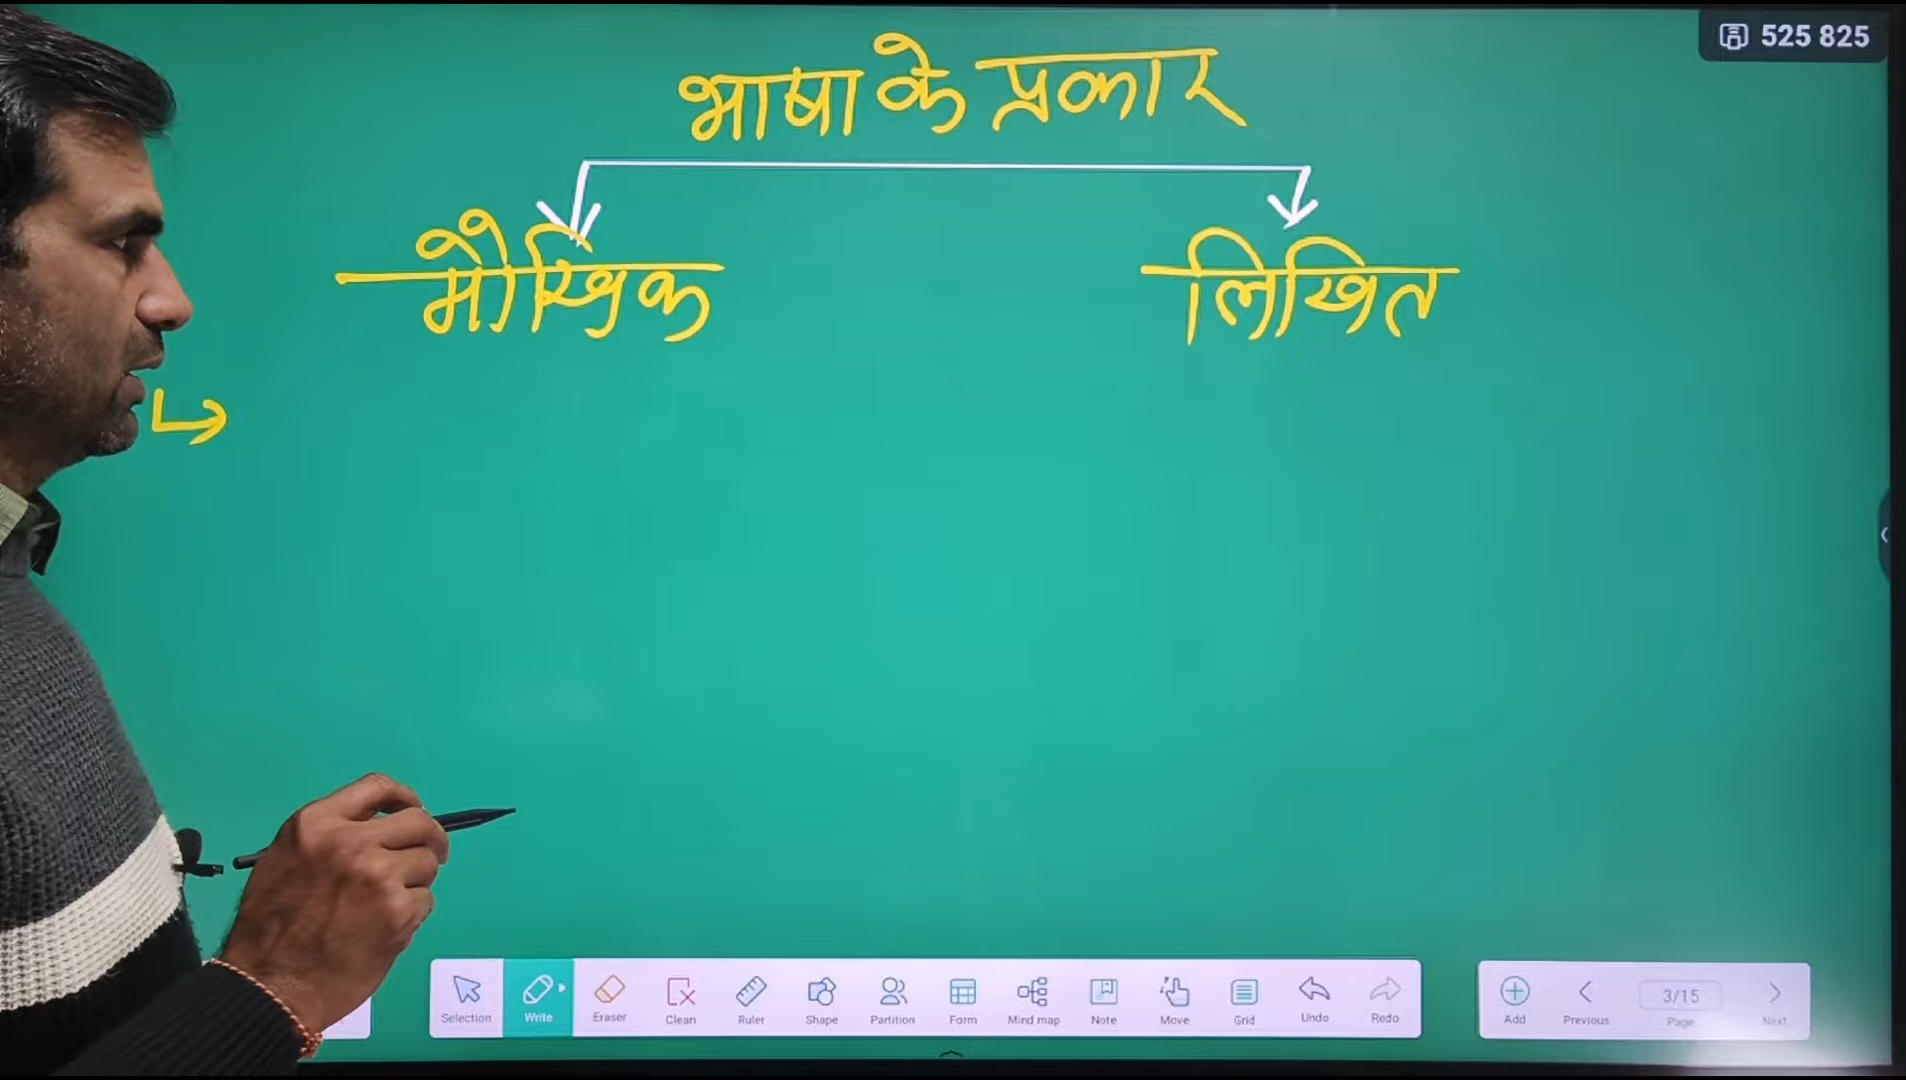 525 825
भाषा के प्रकार
मौखिक लिखित
Selection Write Eraser Clean Ruler Shape Partition Form Mind map Note Move Grid Undo Redo
Add Previous 3/15 Page Next